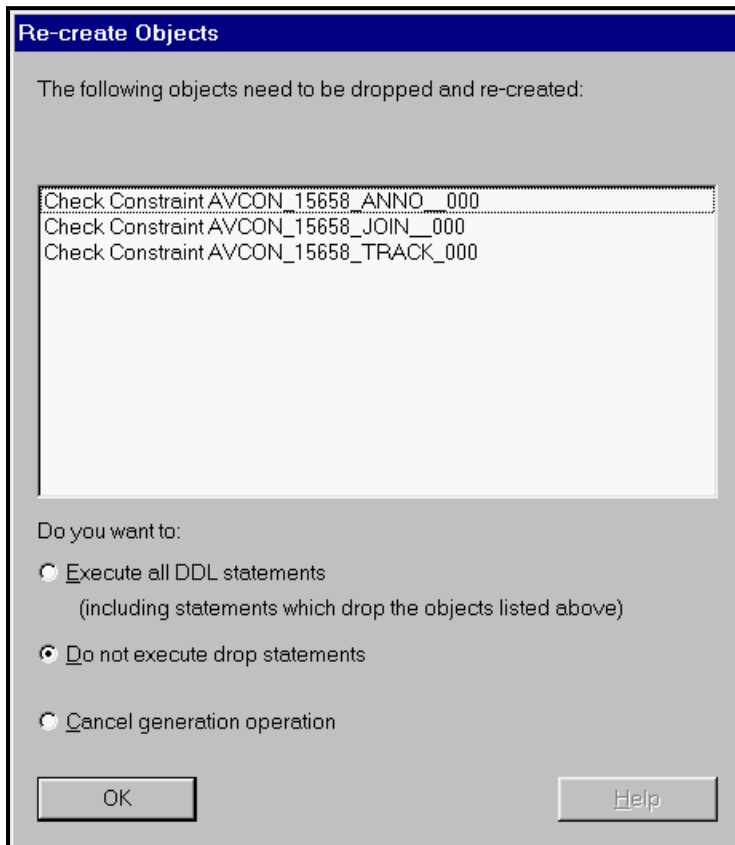 Re-create Objects
The following objects need to be dropped and re-created:
Check Constraint AVCON_15658_ANNO__000
Check Constraint AVCON_15658_JOIN__000
Check Constraint AVCON_15658_TRACK_000
Do you want to:
Execute all DDL statements
(including statements which drop the objects listed above)
Do not execute drop statements
Cancel generation operation
OK
Help